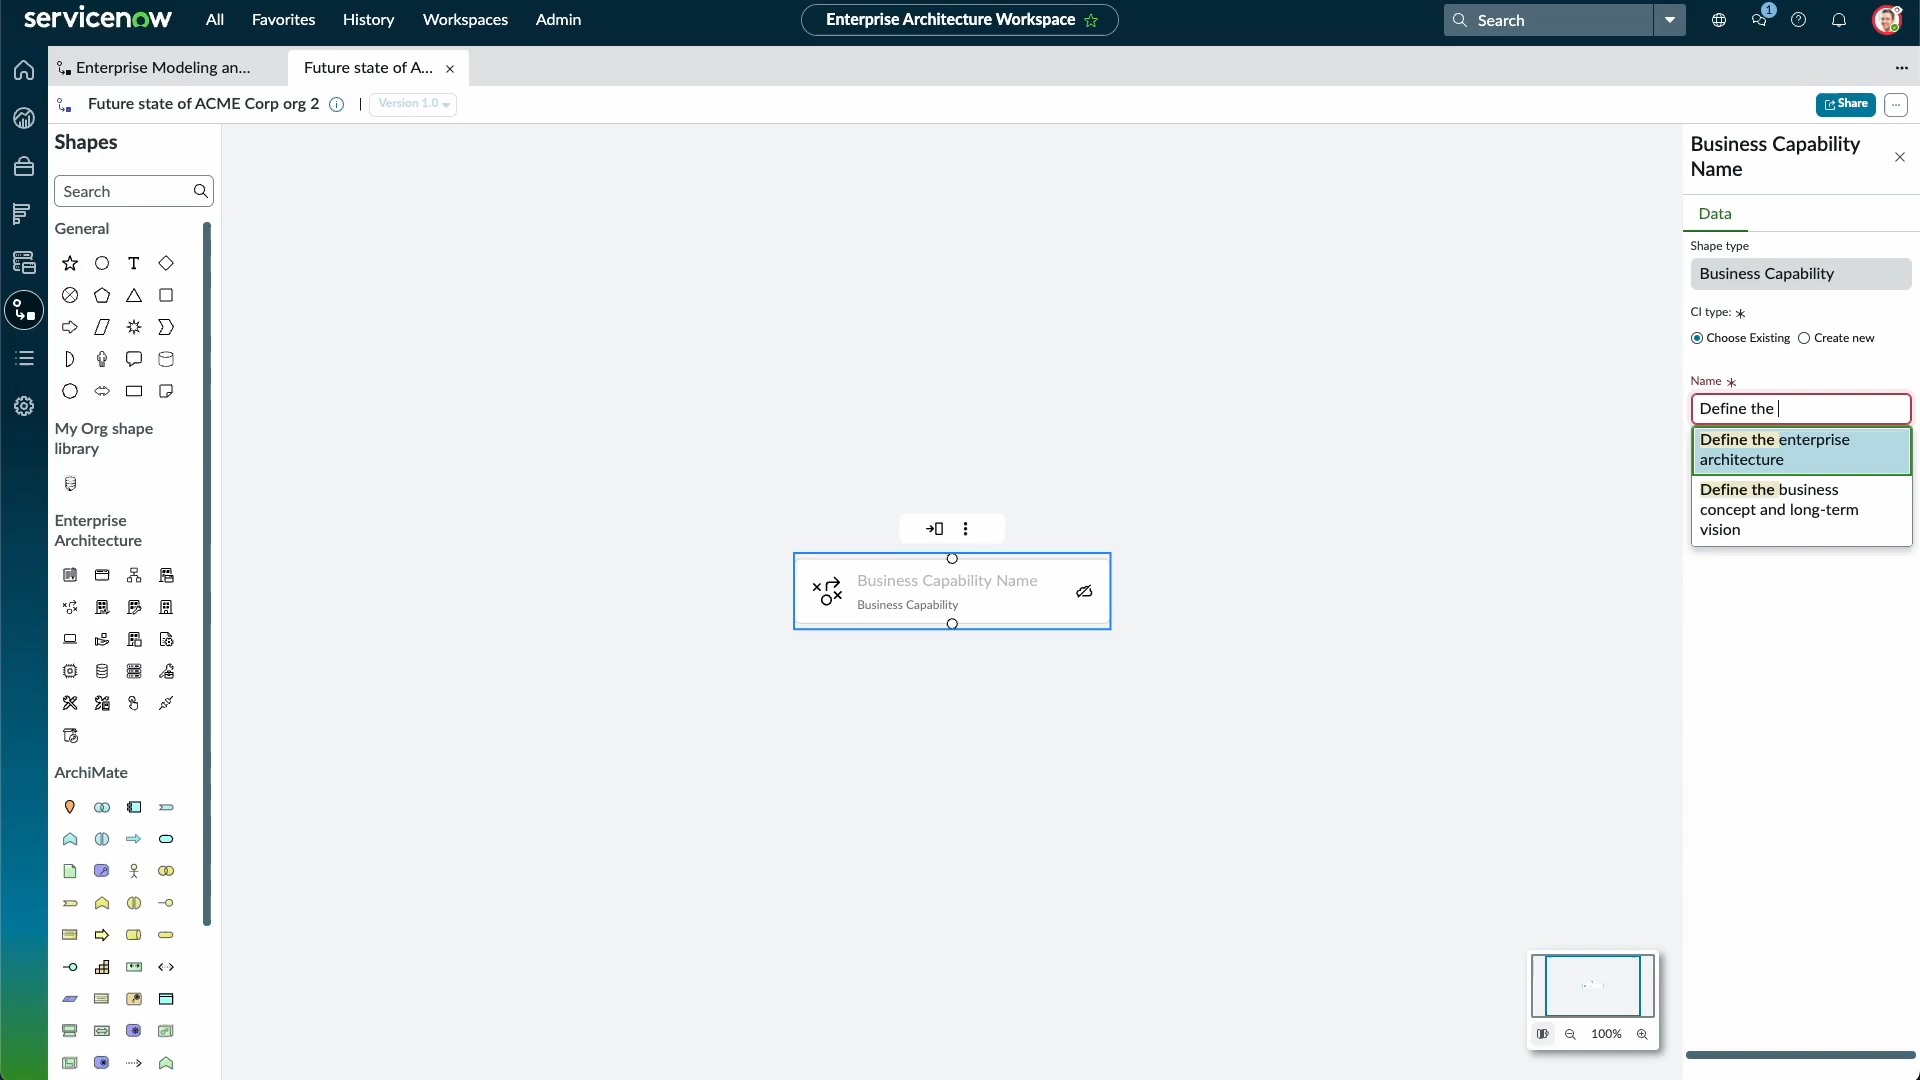 servicenow
All
Favorites
History
Workspaces
Admin
Enterprise Architecture Workspace
Search
1
Enterprise Modeling an...
Future state of A...
Future state of ACME Corp org 2
Version 1.0
Share
Shapes
Search
General
T
My Org shape
library
Enterprise
Architecture
ArchiMate
Business Capability Name
Business Capability
100%
Business Capability
Name
Data
Shape type
Business Capability
CI type:
Choose Existing
Create new
Name
Define the
Define the enterprise
architecture
Define the business
concept and long-term
vision